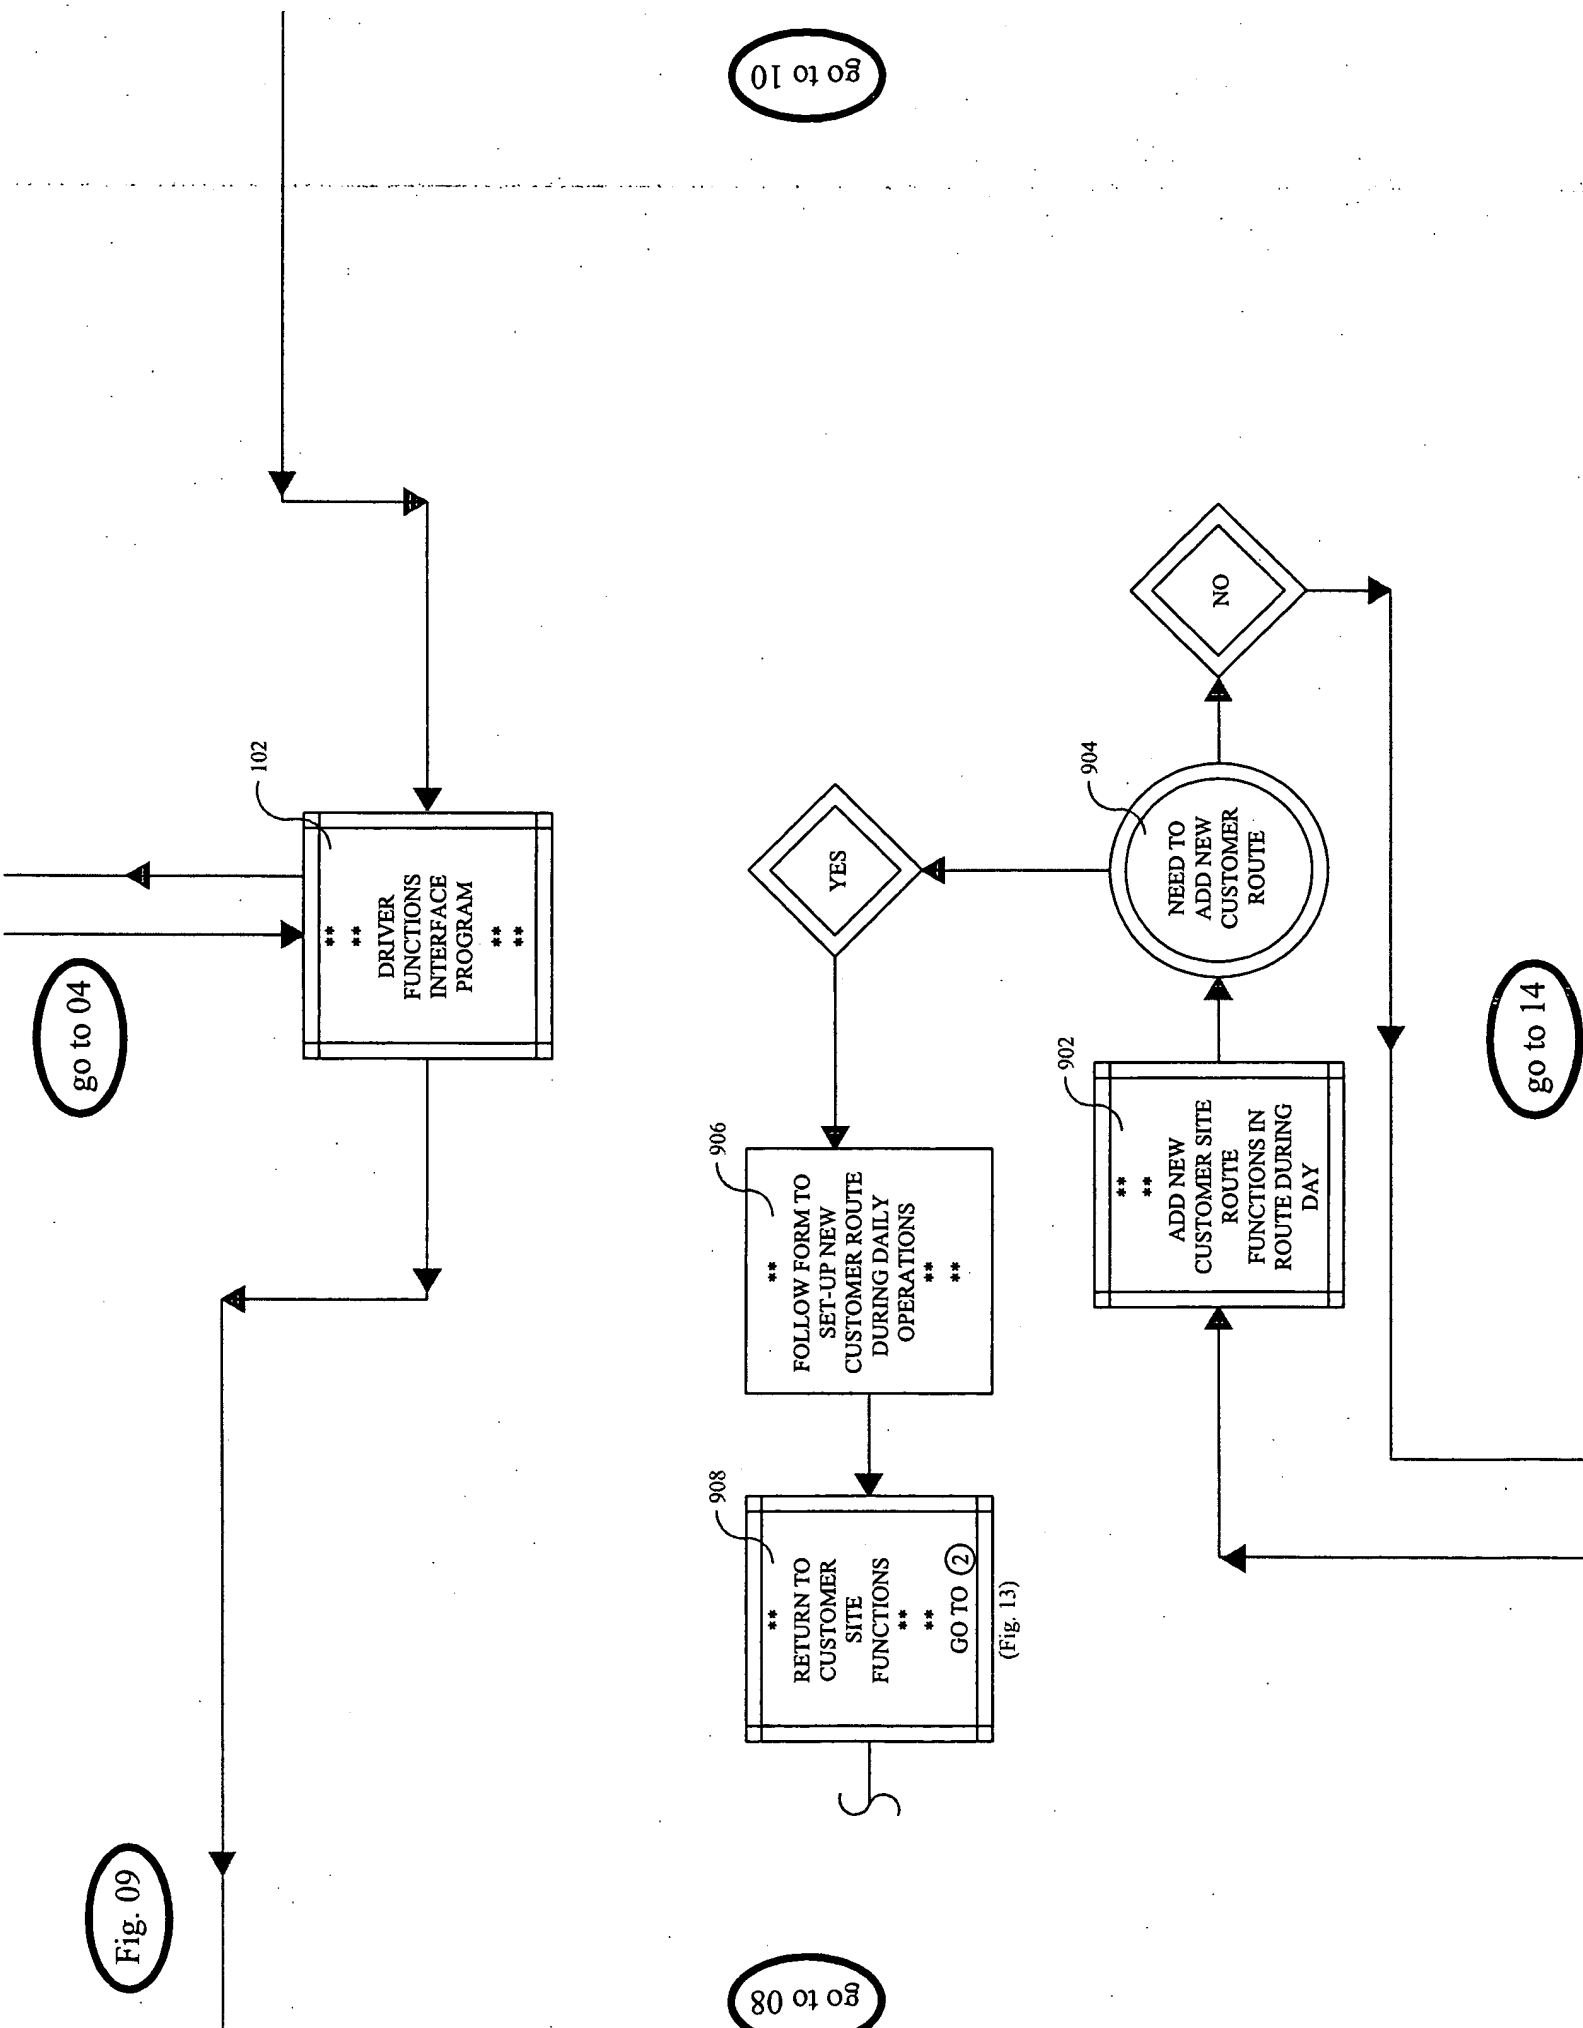 Fig. 09
go to 04
102
**
**
DRIVER
FUNCTIONS
INTERFACE
PROGRAM
**
**
go to 08
go to 10
908
**
RETURN TO
CUSTOMER
SITE
FUNCTIONS
**
**
GO TO 2
(Fig. 13)
906
**
FOLLOW FORM TO
SET-UP NEW
CUSTOMER ROUTE
DURING DAILY
OPERATIONS
**
**
YES
902
**
**
ADD NEW
CUSTOMER SITE
ROUTE
FUNCTIONS IN
ROUTE DURING
DAY
904
NEED TO
ADD NEW
CUSTOMER
ROUTE
NO
go to 14